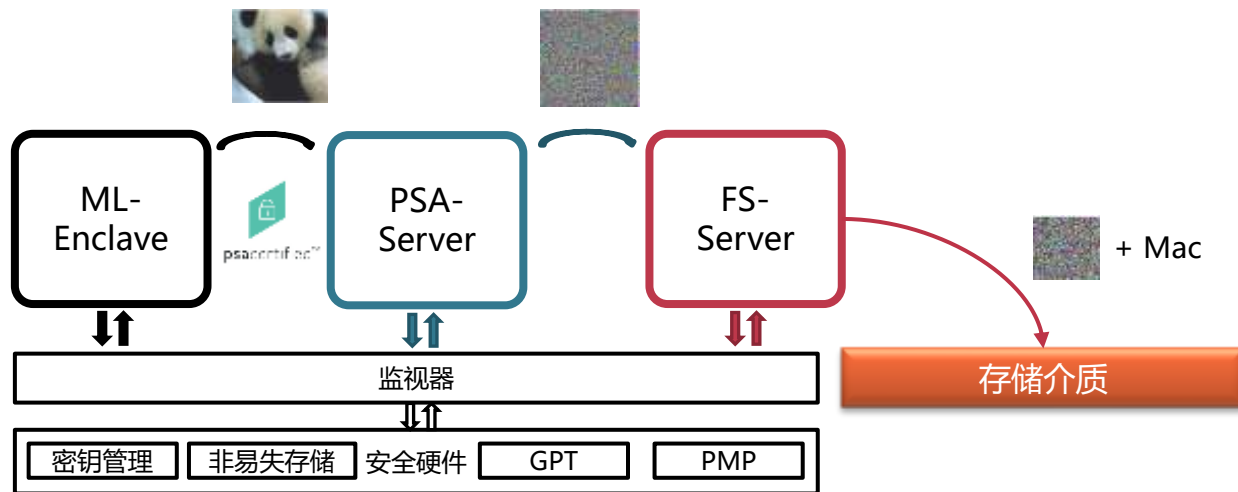 ML-
Enclave
psacertified™
PSA-
Server
FS-
Server
+ Mac
监视器
存储介质
密钥管理
非易失存储
安全硬件
GPT
PMP